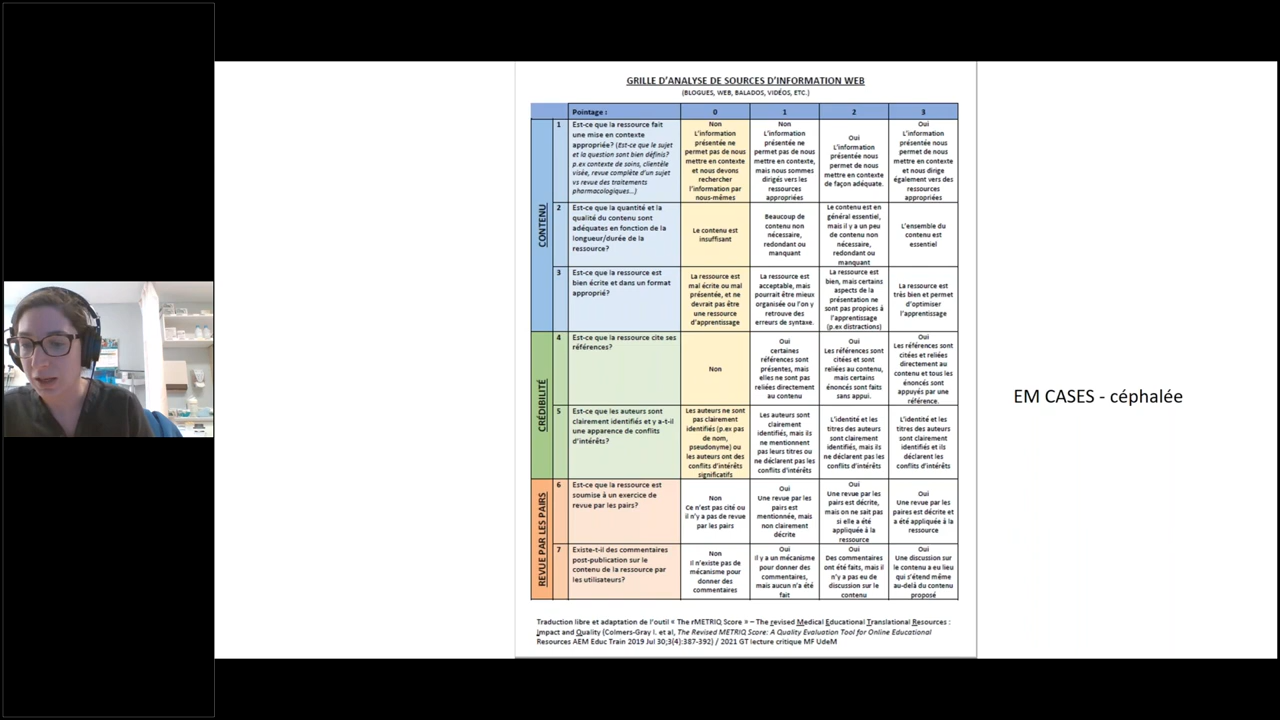 GRILLE D'ANALYSE DE SOURCES D'INFORMATION WEB
(BLOGUES, WEB, BALADOS, VIDÉOS, ETC.)
Pointage :
0
1
2
3
CONTENU
1
Est-ce que la ressource fait
une mise en contexte
appropriée? (Est-ce que le sujet
et la question sont bien définis?
p.ex contexte de soins, clientèle
visée, revue complète d'un sujet
vs revue des traitements
pharmacologiques...)
Non
L'information
présentée ne
permet pas de nous
mettre en contexte
et nous devons
rechercher
l'information par
nous-mêmes
Non
L'information
présentée ne
permet pas de nous
mettre en contexte,
mais nous sommes
dirigés vers les
ressources
appropriées
Oui
L'information
présentée nous
permet de nous
mettre en contexte
de façon adéquate.
Oui
L'information
présentée nous
permet de nous
mettre en contexte
et nous dirige
également vers des
ressources
appropriées
2
Est-ce que la quantité et la
qualité du contenu sont
adéquates en fonction de la
longueur/durée de la
ressource?
Le contenu est
insuffisant
Beaucoup de
contenu non
nécessaire,
redondant ou
manquant
Le contenu est en
général essentiel,
mais il y a un peu
de contenu non
nécessaire,
redondant ou
manquant
L'ensemble du
contenu est
essentiel
3
Est-ce que la ressource est
bien écrite et dans un format
approprié?
La ressource est
mal écrite ou mal
présentée, et ne
devrait pas être
une ressource
d'apprentissage
La ressource est
acceptable, mais
pourrait être mieux
organisée ou l'on y
retrouve des
erreurs de syntaxe.
La ressource est
bien, mais certains
aspects de la
présentation ne
sont pas propices à
l'apprentissage
(p.ex distractions)
La ressource est
très bien et permet
d'optimiser
l'apprentissage
CRÉDIBILITÉ
4
Est-ce que la ressource cite ses
références?
Non
Oui
certaines
références sont
présentes, mais
elles ne sont pas
reliées directement
au contenu
Oui
Les références sont
citées et sont
reliées au contenu,
mais certains
énoncés sont faits
sans appui.
Oui
Les références sont
citées et reliées
directement au
contenu et tous les
énoncés sont
appuyés par une
référence.
5
Est-ce que les auteurs sont
clairement identifiés et y a-t-il
une apparence de conflits
d'intérêts?
Les auteurs ne sont
pas clairement
identifiés (p.ex pas
de nom,
pseudonyme) ou
les auteurs ont des
conflits d'intérêts
significatifs
Les auteurs sont
clairement
identifiés, mais ils
ne mentionnent
pas leurs titres ou
ne déclarent pas les
conflits d'intérêts
L'identité et les
titres des auteurs
sont clairement
identifiés, mais ils
ne déclarent pas les
conflits d'intérêts
L'identité et les
titres des auteurs
sont clairement
identifiés et ils
déclarent les
conflits d'intérêts
REVUE PAR LES PAIRS
6
Est-ce que la ressource est
soumise à un exercice de
revue par les pairs?
Non
Ce n'est pas cité ou
il n'y a pas de revue
par les pairs
Oui
Une revue par les
pairs est
mentionnée, mais
non clairement
décrite
Oui
Une revue par les
pairs est décrite,
mais on ne sait pas
si elle a été
appliquée à la
ressource
Oui
Une revue par les
paires est décrite et
a été appliquée à la
ressource
7
Existe-t-il des commentaires
post-publication sur le
contenu de la ressource par
les utilisateurs?
Non
Il n'existe pas de
mécanisme pour
donner des
commentaires
Oui
il y a un mécanisme
pour donner des
commentaires,
mais aucun n'a été
fait
Oui
Des commentaires
ont été faits, mais il
n'y a pas eu de
discussion sur le
contenu
Oui
Une discussion sur
le contenu a eu lieu
qui s'étend même
au-delà du contenu
proposé
Traduction libre et adaptation de l'outil « The rMETRIQ Score » – The revised Medical Educational Translational Resources :
Impact and Quality (Colmers-Gray I. et al, The Revised METRIQ Score: A Quality Evaluation Tool for Online Educational
Resources AEM Educ Train 2019 Jul 30;3(4):387-392) / 2021 GT lecture critique MF UdeM
EM CASES - céphalée